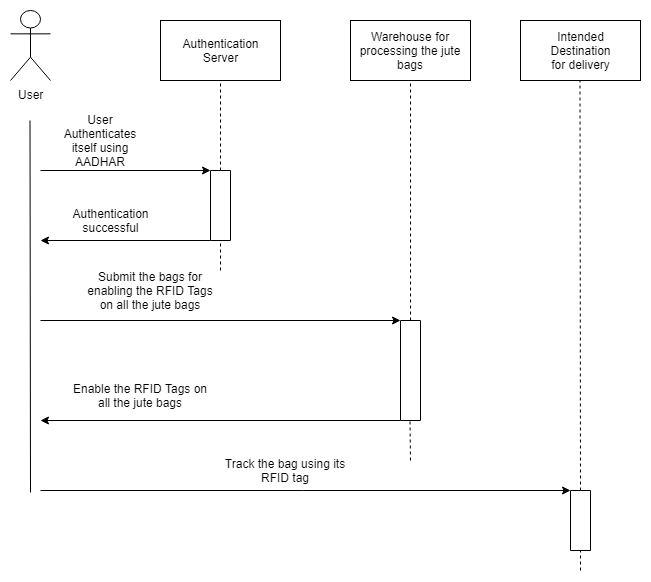 User
Authentication
Server
Warehouse for
processing the jute
bags
Intended
Destination
for delivery
User
Authenticates
itself using
AADHAR
Authentication
successful
Submit the bags for
enabling the RFID Tags
on all the jute bags
Enable the RFID Tags on
all the jute bags
Track the bag using its
RFID tag